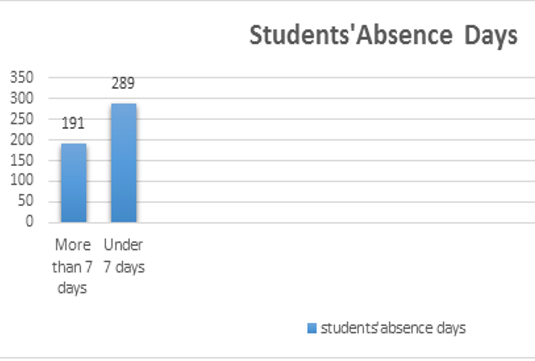 Students'Absence Days
350
300
250
200
150
100
50
0
191
289
More
than 7
days
Under
7 days
students'absence days